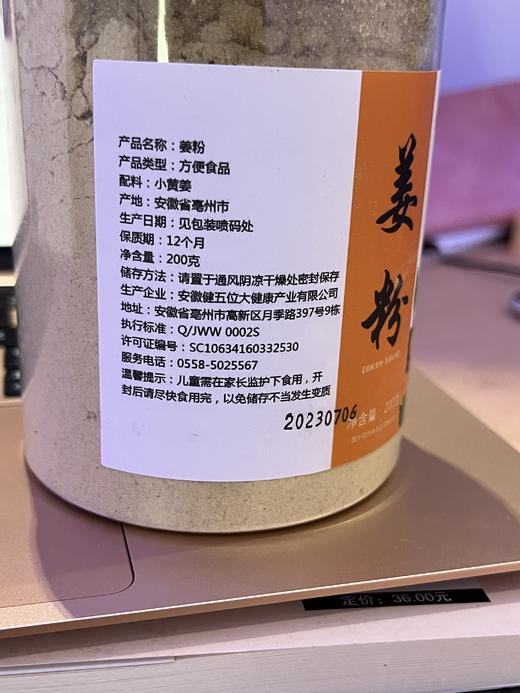 产品名称：姜粉
产品类型：方便食品
配料：小黄姜
产地：安徽省亳州市
生产日期：见包装喷码处
保质期：12个月
净含量：200克
储存方法：请置于通风阴凉干燥处密封保存
生产企业：安徽健五位大健康产业有限公司
地址：安徽省亳州市高新区月季路397号9栋
执行标准：Q/JWW 0002S
许可证编号：SC10634160332530
服务电话：0558-5025567
温馨提示：儿童需在家长监护下食用，开
封后请尽快食用完，以免储存不当发生变质
20230706
姜粉
净含量
定价：36.00元